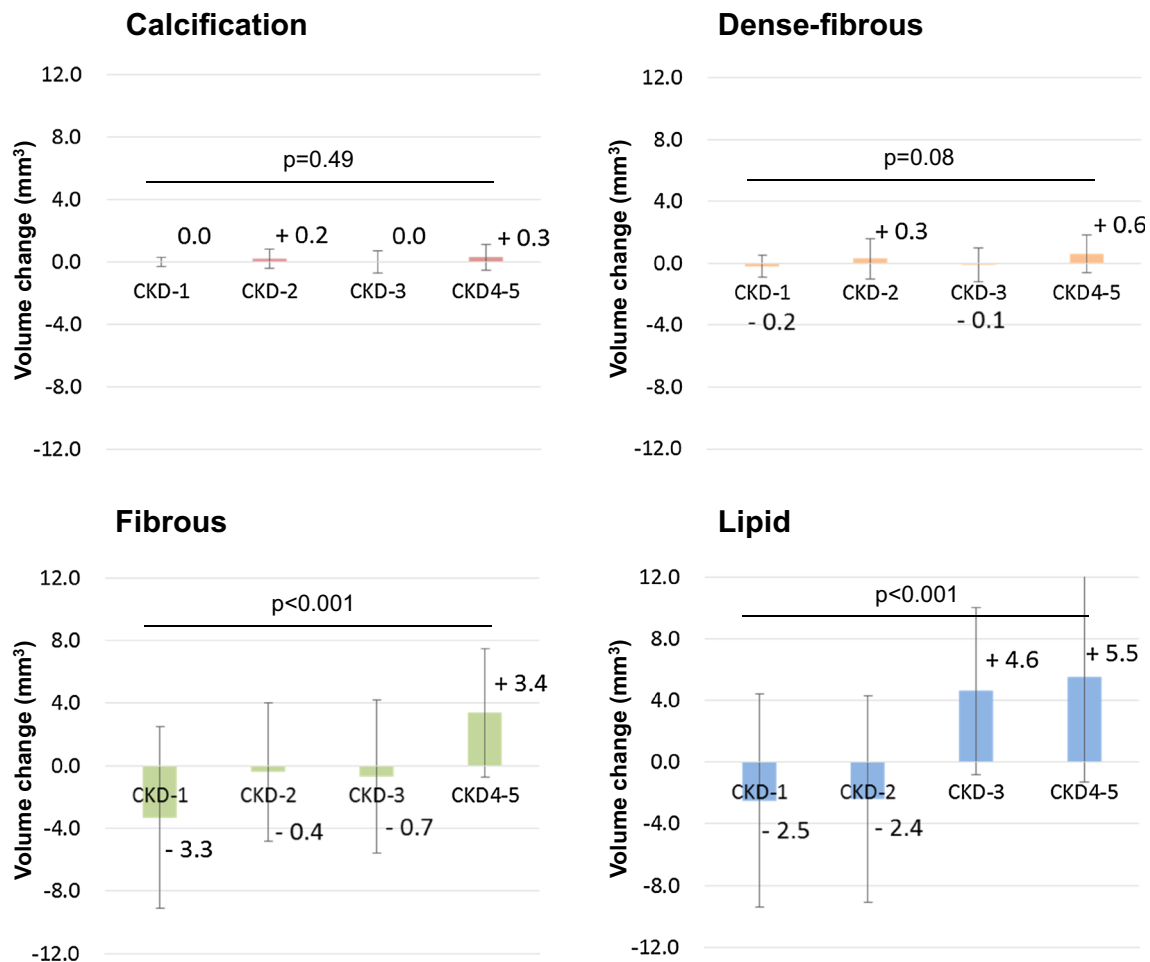 Calcification
Volume change (mm³)
12.0
8.0
4.0
0.0
-4.0
-8.0
-12.0
p=0.49
0.0
+ 0.2
0.0
+ 0.3
CKD-1
CKD-2
CKD-3
CKD4-5
Dense-fibrous
Volume change (mm³)
12.0
8.0
4.0
0.0
-4.0
-8.0
-12.0
p=0.08
+ 0.3
+ 0.6
CKD-1
CKD-2
CKD-3
CKD4-5
- 0.2
- 0.1
Fibrous
Volume change (mm³)
12.0
8.0
4.0
0.0
-4.0
-8.0
-12.0
p<0.001
+ 3.4
CKD-1
CKD-2
CKD-3
CKD4-5
- 3.3
- 0.4
- 0.7
Lipid
Volume change (mm³)
12.0
8.0
4.0
0.0
-4.0
-8.0
-12.0
p<0.001
+ 4.6
+ 5.5
CKD-1
CKD-2
CKD-3
CKD4-5
- 2.5
- 2.4